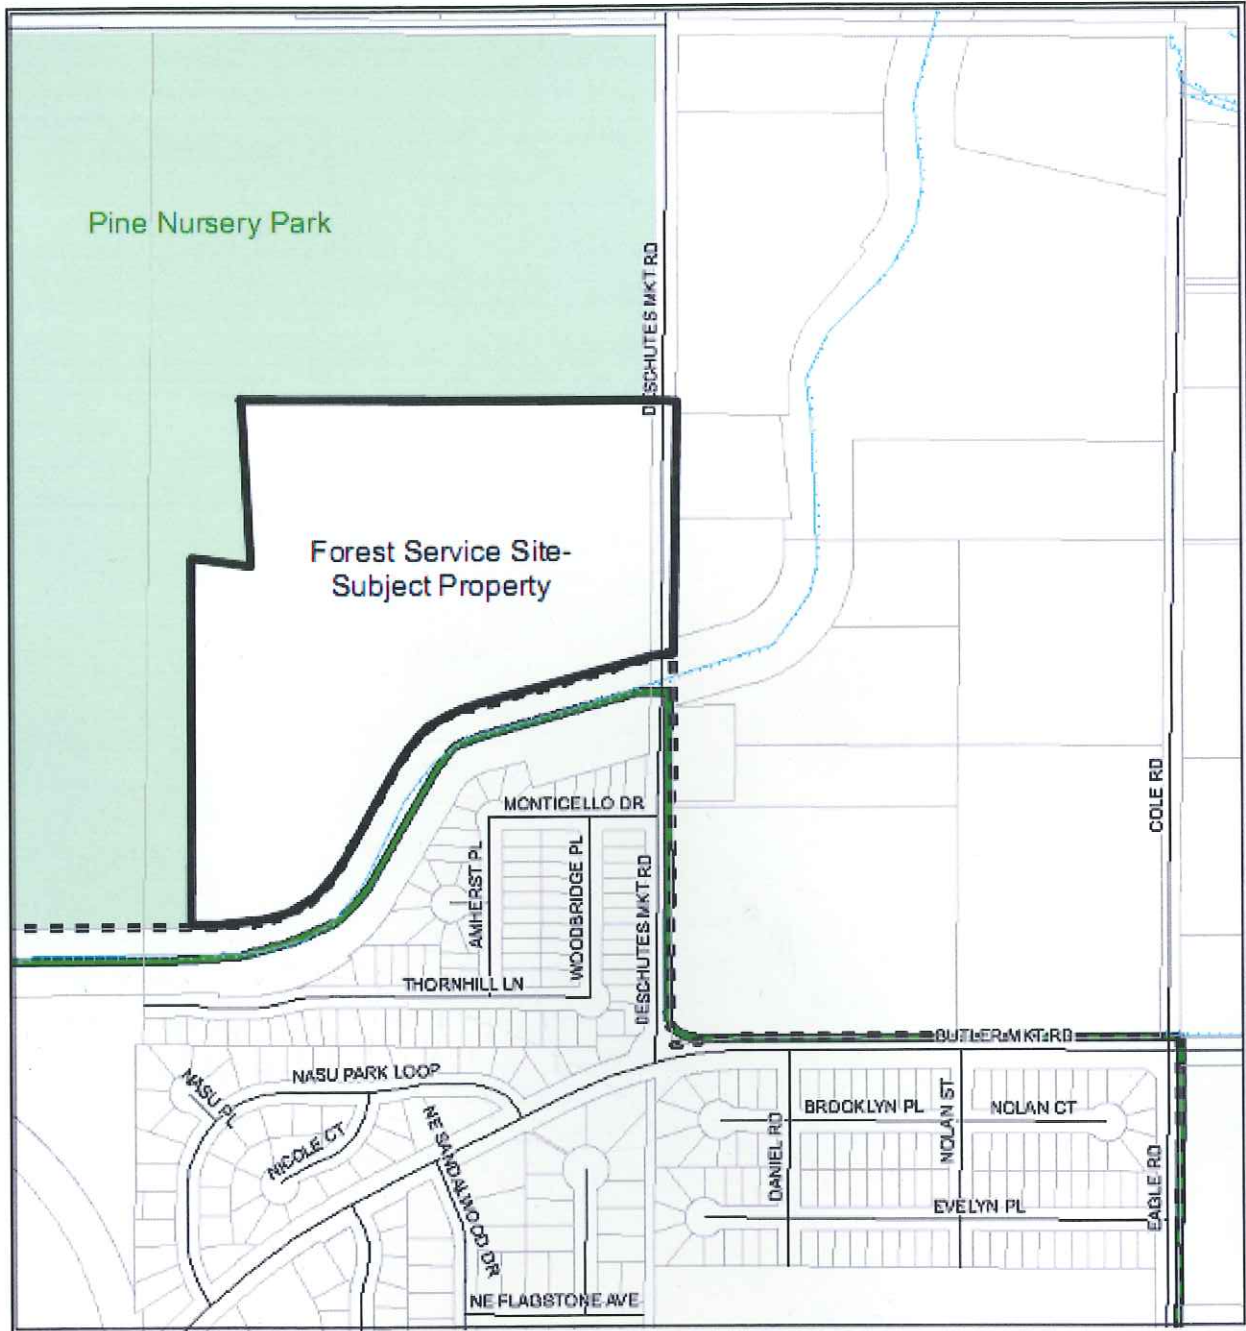 Pine Nursery Park
DESCHUTES MKT RD
Forest Service Site-
Subject Property
COLE RD
MONTICELLO DR
AMHERST PL
WOODBRIDGE PL
DESCHUTES MKT RD
THORNHILL LN
BUTLER MKT RD
NASU PARK LOOP
NASU PL
NICOLE CT
NE SANDALWOOD DR
BROOKLYN PL
NOLAN ST
NOLAN CT
DANIEL RD
EVELYN PL
EAGLE RD
NE FLAGSTONE AVE